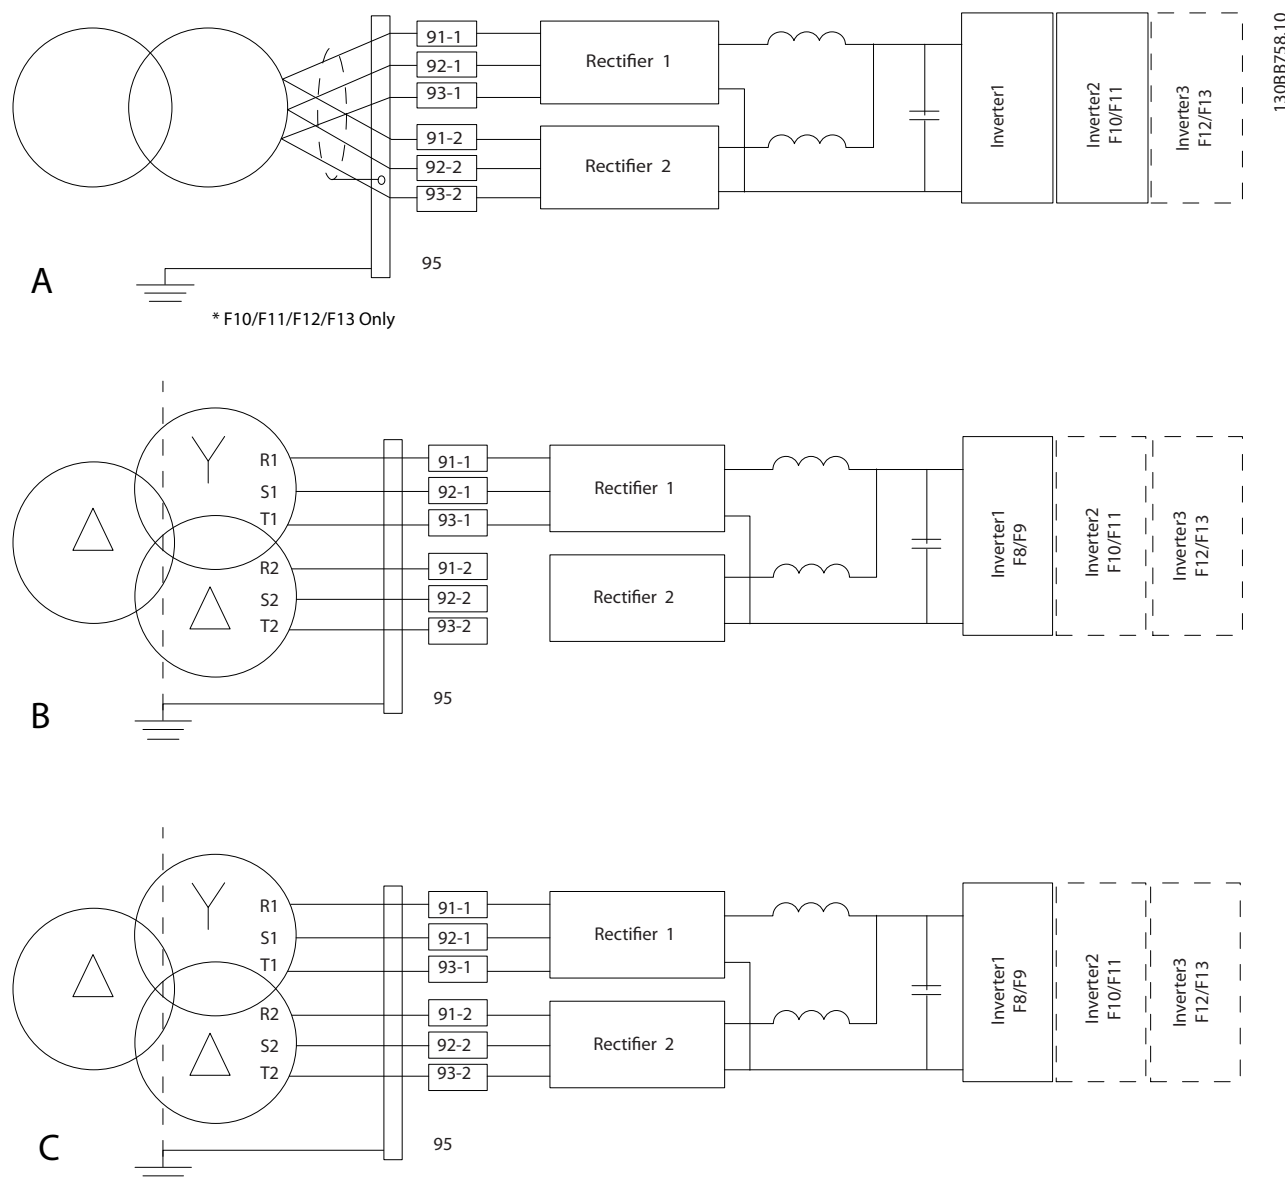 130BB758.10
91-1
92-1
93-1
91-2
92-2
93-2
Rectifier 1
Rectifier 2
Inverter1
Inverter2
F10/F11
Inverter3
F12/F13
95
A
* F10/F11/F12/F13 Only
R1
S1
T1
R2
S2
T2
91-1
92-1
93-1
91-2
92-2
93-2
Rectifier 1
Rectifier 2
Inverter1
F8/F9
Inverter2
F10/F11
Inverter3
F12/F13
95
B
R1
S1
T1
R2
S2
T2
91-1
92-1
93-1
91-2
92-2
93-2
Rectifier 1
Rectifier 2
Inverter1
F8/F9
Inverter2
F10/F11
Inverter3
F12/F13
95
C